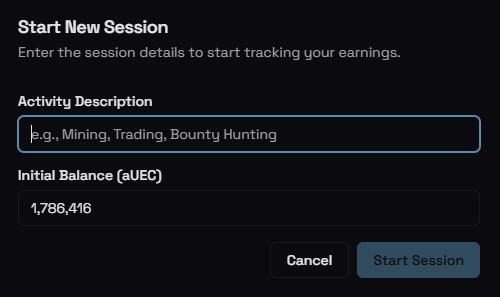 Start New Session
Enter the session details to start tracking your earnings.
Activity Description
e.g., Mining, Trading, Bounty Hunting
Initial Balance (aUEC)
1,786,416
Cancel
Start Session